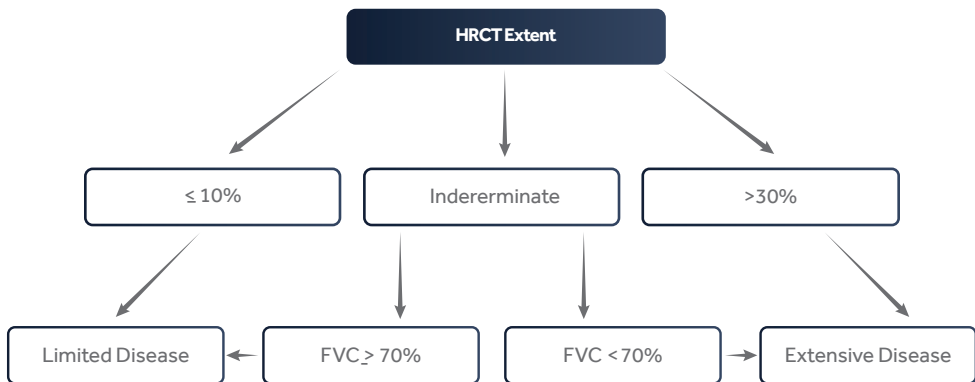 HRCT Extent
≤ 10%
Indererminate
>30%
Limited Disease
FVC ≥ 70%
FVC <70%
Extensive Disease